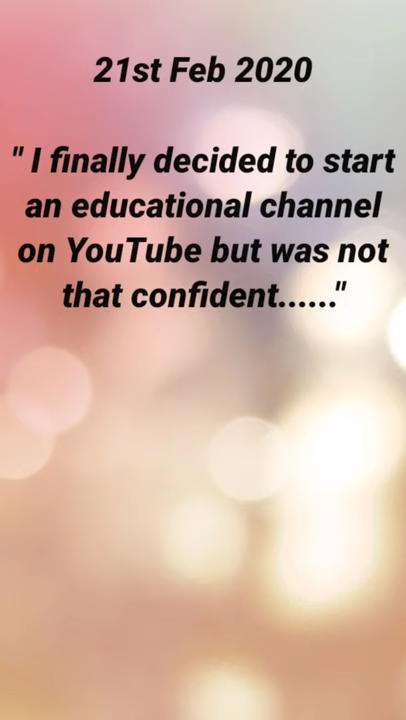 21st Feb 2020
" I finally decided to start
an educational channel
on YouTube but was not
that confident......"